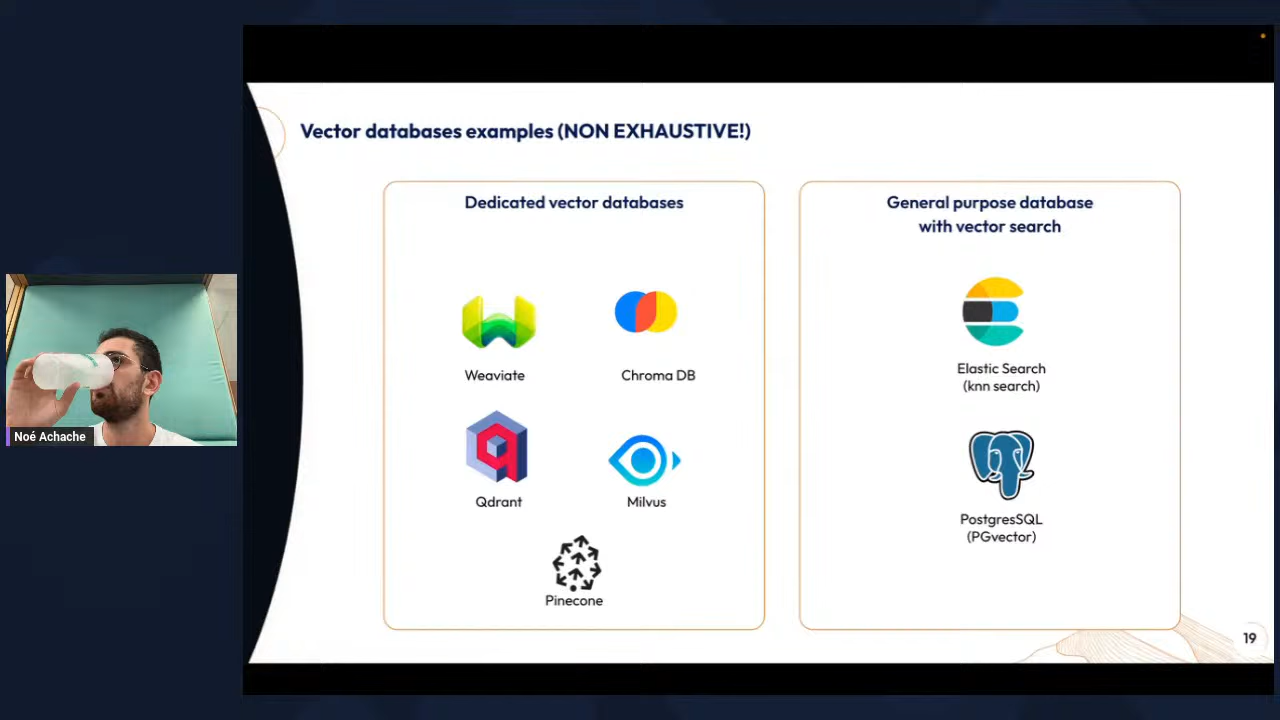 Vector databases examples (NON EXHAUSTIVE!)
Dedicated vector databases
Weaviate
Chroma DB
Qdrant
Milvus
Pinecone
General purpose database
with vector search
Elastic Search
(knn search)
PostgresSQL
(PGvector)
19
Noé Achache